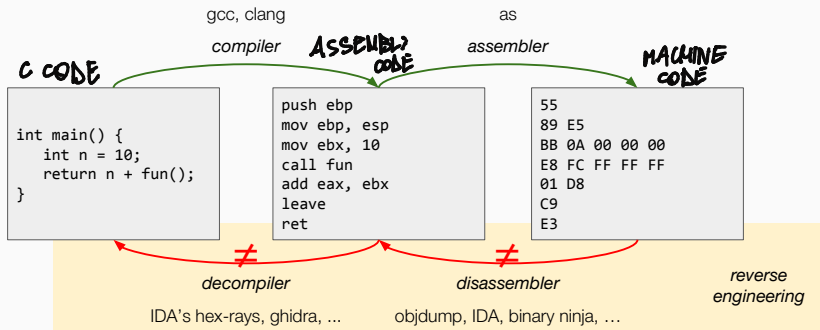 gcc, clang
as
compiler
ASSEMBLY
CODE
assembler
MACHINE
CODE
C CODE
int main() {
int n = 10;
return n + fun();
}
push ebp
mov ebp, esp
mov ebx, 10
call fun
add eax, ebx
leave
ret
55
89 E5
BB 0A 00 00 00
E8 FC FF FF FF
01 D8
C9
E3
≠
≠
decompiler
disassembler
reverse
engineering
IDA's hex-rays, ghidra, ...
objdump, IDA, binary ninja, …